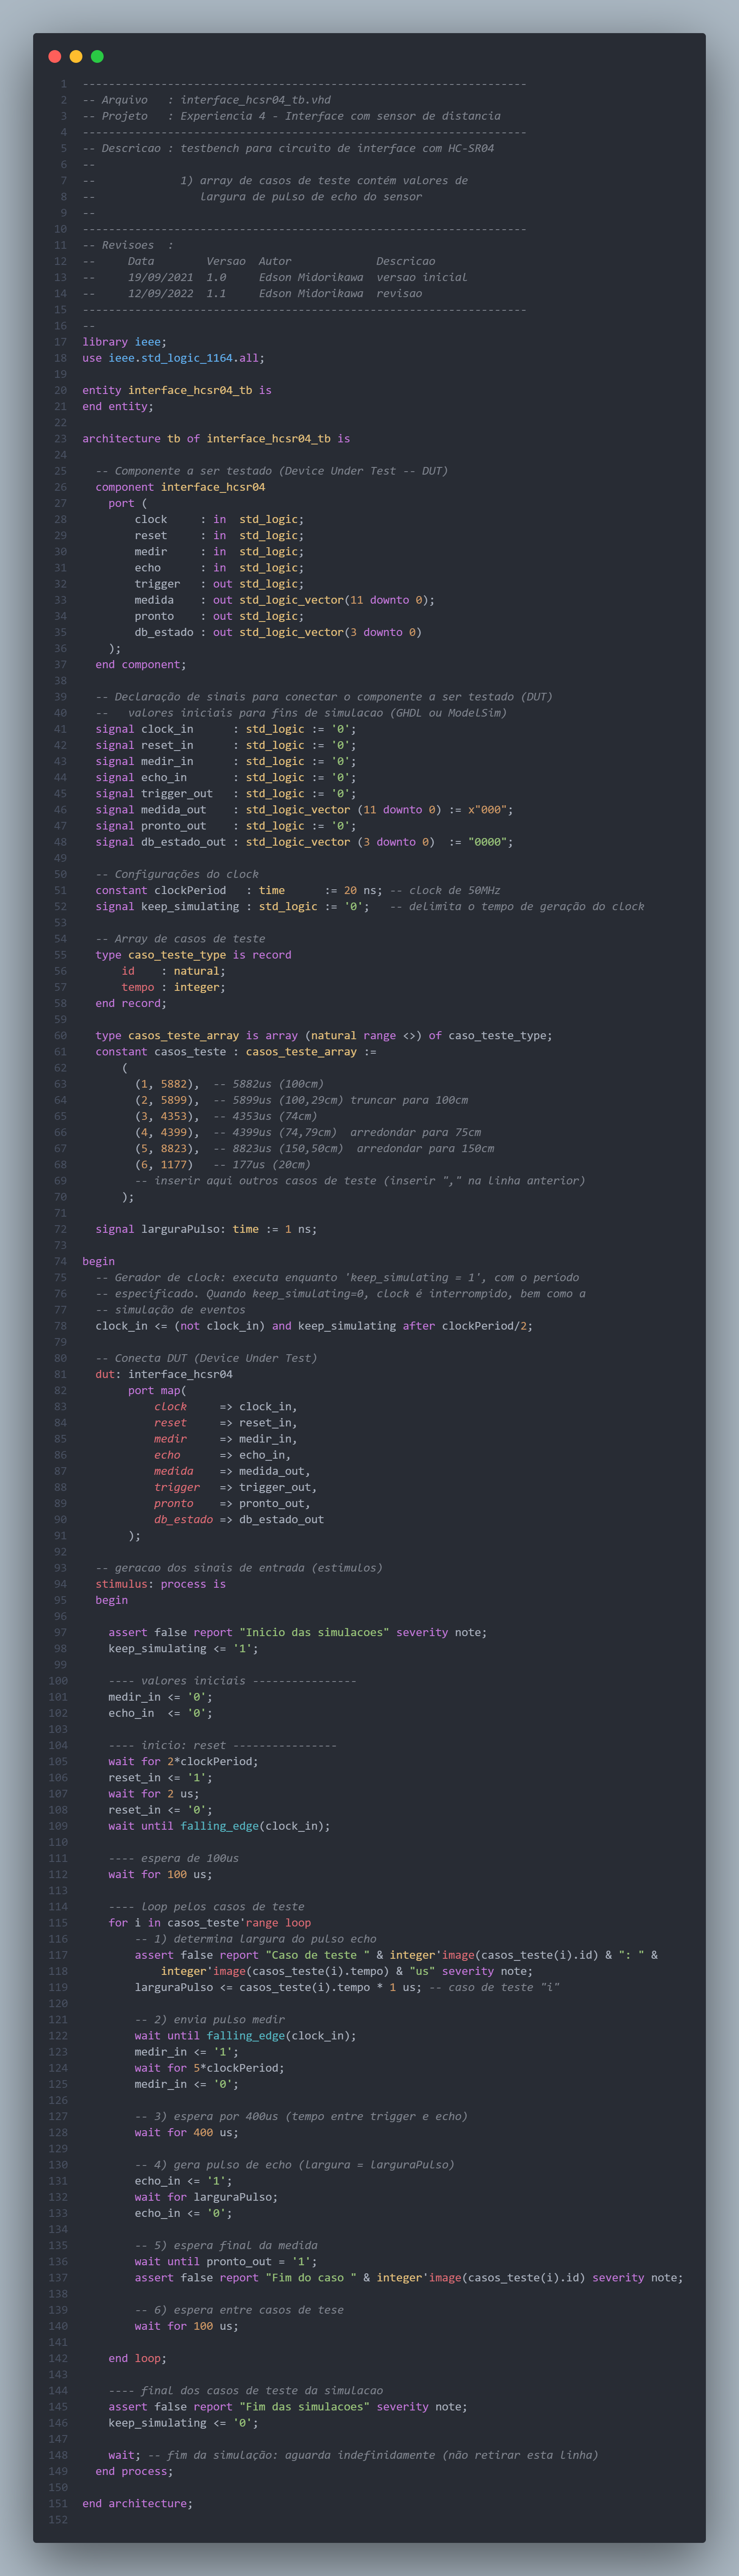 1 --------------------------------------------------------------------
2 -- Arquivo   : interface_hcsr04_tb.vhd
3 -- Projeto   : Experiencia 4 - Interface com sensor de distancia
4 --------------------------------------------------------------------
5 -- Descricao : testbench para circuito de interface com HC-SR04
6 --
7 --             1) array de casos de teste contém valores de
8 --                largura de pulso de echo do sensor
9 --
10 --------------------------------------------------------------------
11 -- Revisoes  :
12 --     Data        Versao  Autor             Descricao
13 --     19/09/2021  1.0     Edson Midorikawa  versao inicial
14 --     12/09/2022  1.1     Edson Midorikawa  revisao
15 --------------------------------------------------------------------
16 --
17 library ieee;
18 use ieee.std_logic_1164.all;
19
20 entity interface_hcsr04_tb is
21 end entity;
22
23 architecture tb of interface_hcsr04_tb is
24
25   -- Componente a ser testado (Device Under Test -- DUT)
26   component interface_hcsr04
27     port (
28         clock     : in  std_logic;
29         reset     : in  std_logic;
30         medir     : in  std_logic;
31         echo      : in  std_logic;
32         trigger   : out std_logic;
33         medida    : out std_logic_vector(11 downto 0);
34         pronto    : out std_logic;
35         db_estado : out std_logic_vector(3 downto 0)
36     );
37   end component;
38
39   -- Declaração de sinais para conectar o componente a ser testado (DUT)
40   --   valores iniciais para fins de simulacao (GHDL ou ModelSim)
41   signal clock_in      : std_logic := '0';
42   signal reset_in      : std_logic := '0';
43   signal medir_in      : std_logic := '0';
44   signal echo_in       : std_logic := '0';
45   signal trigger_out   : std_logic := '0';
46   signal medida_out    : std_logic_vector (11 downto 0) := x"000";
47   signal pronto_out    : std_logic := '0';
48   signal db_estado_out : std_logic_vector (3 downto 0)  := "0000";
49
50   -- Configurações do clock
51   constant clockPeriod   : time      := 20 ns; -- clock de 50MHz
52   signal keep_simulating : std_logic := '0';   -- delimita o tempo de geração do clock
53
54   -- Array de casos de teste
55   type caso_teste_type is record
56       id    : natural;
57       tempo : integer;
58   end record;
59
60   type casos_teste_array is array (natural range <>) of caso_teste_type;
61   constant casos_teste : casos_teste_array :=
62       (
63         (1, 5882),  -- 5882us (100cm)
64         (2, 5899),  -- 5899us (100,29cm) truncar para 100cm
65         (3, 4353),  -- 4353us (74cm)
66         (4, 4399),  -- 4399us (74,79cm)  arredondar para 75cm
67         (5, 8823),  -- 8823us (150,50cm)  arredondar para 150cm
68         (6, 1177)   -- 177us (20cm)
69         -- inserir aqui outros casos de teste (inserir "," na linha anterior)
70       );
71
72   signal larguraPulso: time := 1 ns;
73
74 begin
75   -- Gerador de clock: executa enquanto 'keep_simulating = 1', com o período
76   -- especificado. Quando keep_simulating=0, clock é interrompido, bem como a
77   -- simulação de eventos
78   clock_in <= (not clock_in) and keep_simulating after clockPeriod/2;
79
80   -- Conecta DUT (Device Under Test)
81   dut: interface_hcsr04
82        port map(
83            clock     => clock_in,
84            reset     => reset_in,
85            medir     => medir_in,
86            echo      => echo_in,
87            medida    => medida_out,
88            trigger   => trigger_out,
89            pronto    => pronto_out,
90            db_estado => db_estado_out
91        );
92
93   -- geracao dos sinais de entrada (estimulos)
94   stimulus: process is
95   begin
96
97     assert false report "Inicio das simulacoes" severity note;
98     keep_simulating <= '1';
99
100     ---- valores iniciais ----------------
101     medir_in <= '0';
102     echo_in  <= '0';
103
104     ---- inicio: reset ----------------
105     wait for 2*clockPeriod;
106     reset_in <= '1';
107     wait for 2 us;
108     reset_in <= '0';
109     wait until falling_edge(clock_in);
110
111     ---- espera de 100us
112     wait for 100 us;
113
114     ---- loop pelos casos de teste
115     for i in casos_teste'range loop
116         -- 1) determina largura do pulso echo
117         assert false report "Caso de teste " & integer'image(casos_teste(i).id) & ": " &
118             integer'image(casos_teste(i).tempo) & "us" severity note;
119         larguraPulso <= casos_teste(i).tempo * 1 us; -- caso de teste "i"
120
121         -- 2) envia pulso medir
122         wait until falling_edge(clock_in);
123         medir_in <= '1';
124         wait for 5*clockPeriod;
125         medir_in <= '0';
126
127         -- 3) espera por 400us (tempo entre trigger e echo)
128         wait for 400 us;
129
130         -- 4) gera pulso de echo (largura = larguraPulso)
131         echo_in <= '1';
132         wait for larguraPulso;
133         echo_in <= '0';
134
135         -- 5) espera final da medida
136         wait until pronto_out = '1';
137         assert false report "Fim do caso " & integer'image(casos_teste(i).id) severity note;
138
139         -- 6) espera entre casos de tese
140         wait for 100 us;
141
142     end loop;
143
144     ---- final dos casos de teste da simulacao
145     assert false report "Fim das simulacoes" severity note;
146     keep_simulating <= '0';
147
148     wait; -- fim da simulação: aguarda indefinidamente (não retirar esta linha)
149   end process;
150
151 end architecture;
152